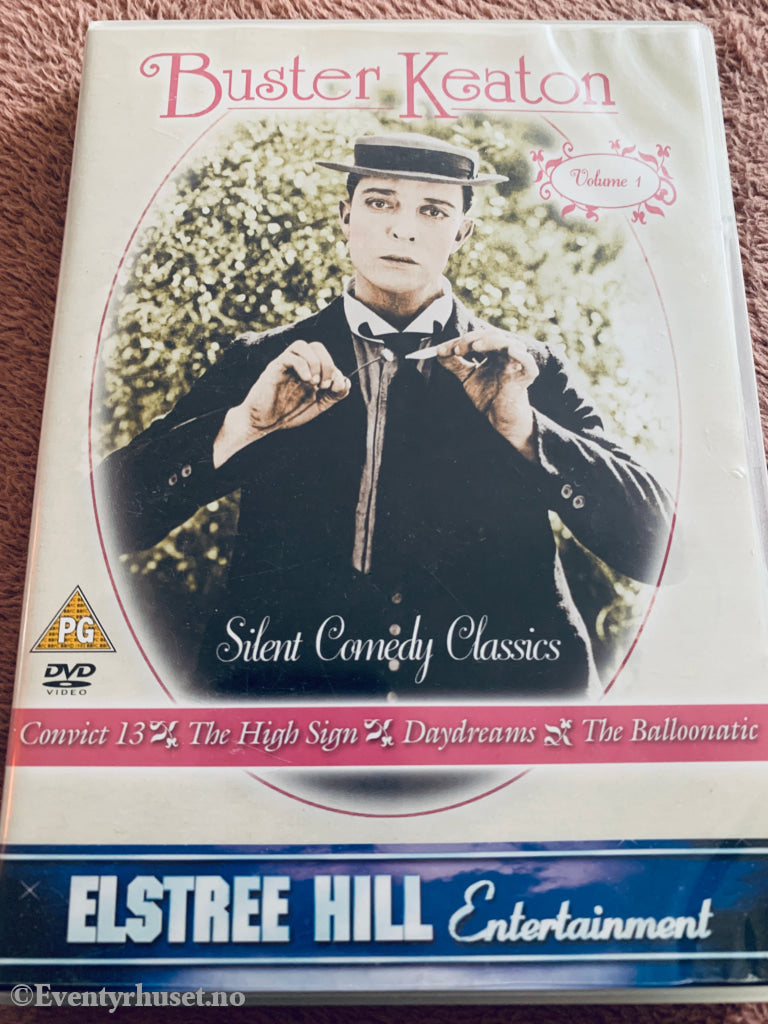 Buster Keaton
Volume 1
Silent Comedy Classics
PG
DVD
VIDEO
Convict 13 The High Sign Daydreams The Balloonatic
ELSTREE HILL Entertainment
©Eventyrhuset.no